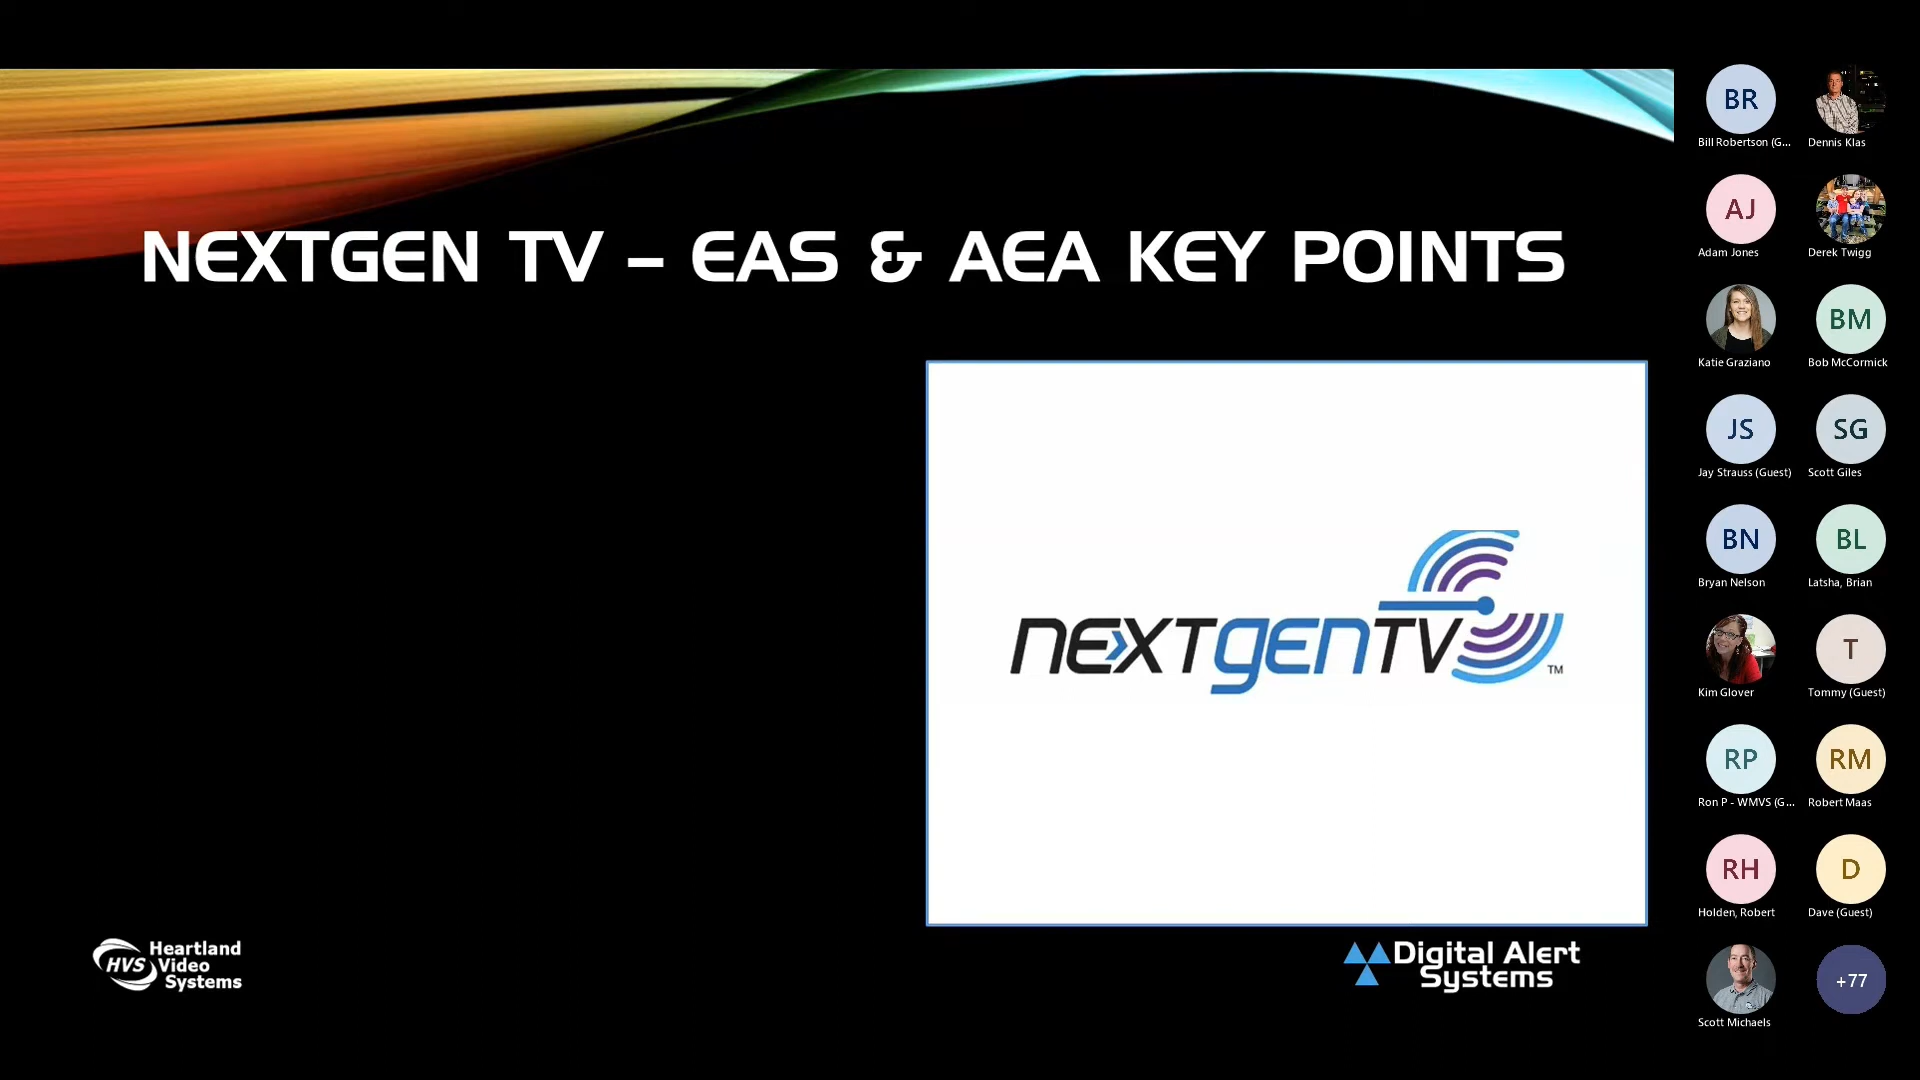 NEXTGEN TV – EAS & AEA KEY POINTS
NEXTGENTV
TM
HVS
Heartland
Video
Systems
Digital Alert
Systems
BR
Bill Robertson (G...
Dennis Klas
AJ
Adam Jones
Derek Twigg
Katie Graziano
BM
Bob McCormick
JS
Jay Strauss (Guest)
SG
Scott Giles
BN
Bryan Nelson
BL
Latsha, Brian
Kim Glover
T
Tommy (Guest)
RP
Ron P - WMVS (G...
RM
Robert Maas
RH
Holden, Robert
D
Dave (Guest)
Scott Michaels
+77